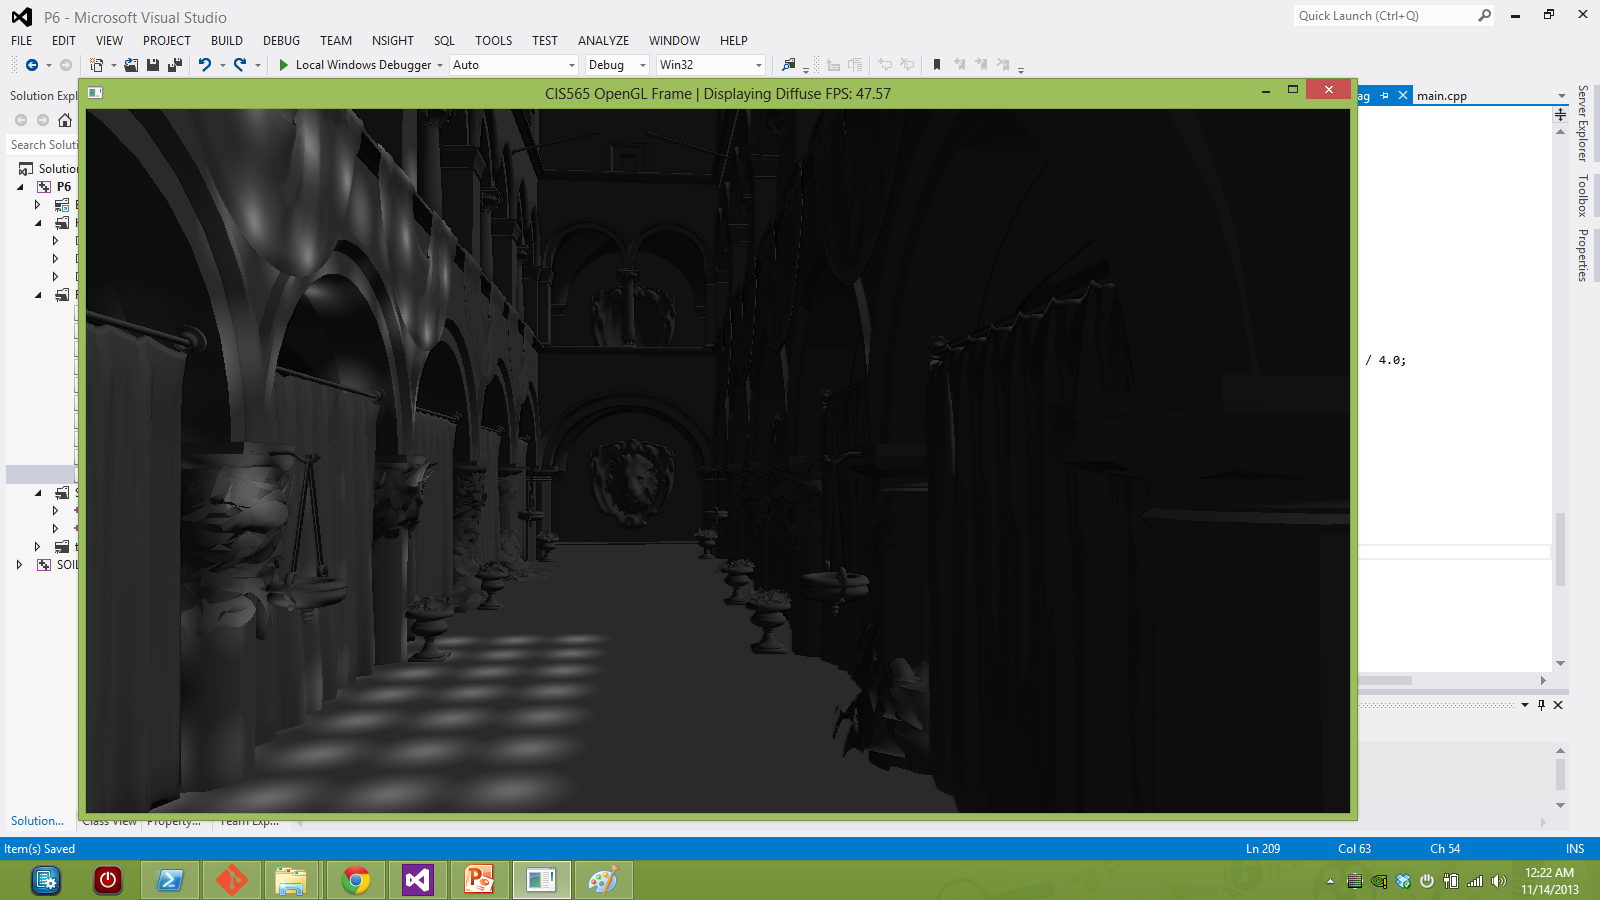 P6 - Microsoft Visual Studio
Quick Launch (Ctrl+Q)
FILE EDIT VIEW PROJECT BUILD DEBUG TEAM NSIGHT SQL TOOLS TEST ANALYZE WINDOW HELP
Local Windows Debugger Auto Debug Win32
Solution Expl
CIS565 OpenGL Frame | Displaying Diffuse FPS: 47.57
ag main.cpp
Search Soluti
Solution
P6
SOIL
/ 4.0;
Server Explorer
Toolbox
Properties
Solution... Class View Property... Team Exp...
Item(s) Saved Ln 209 Col 63 Ch 54 INS
12:22 AM
11/14/2013